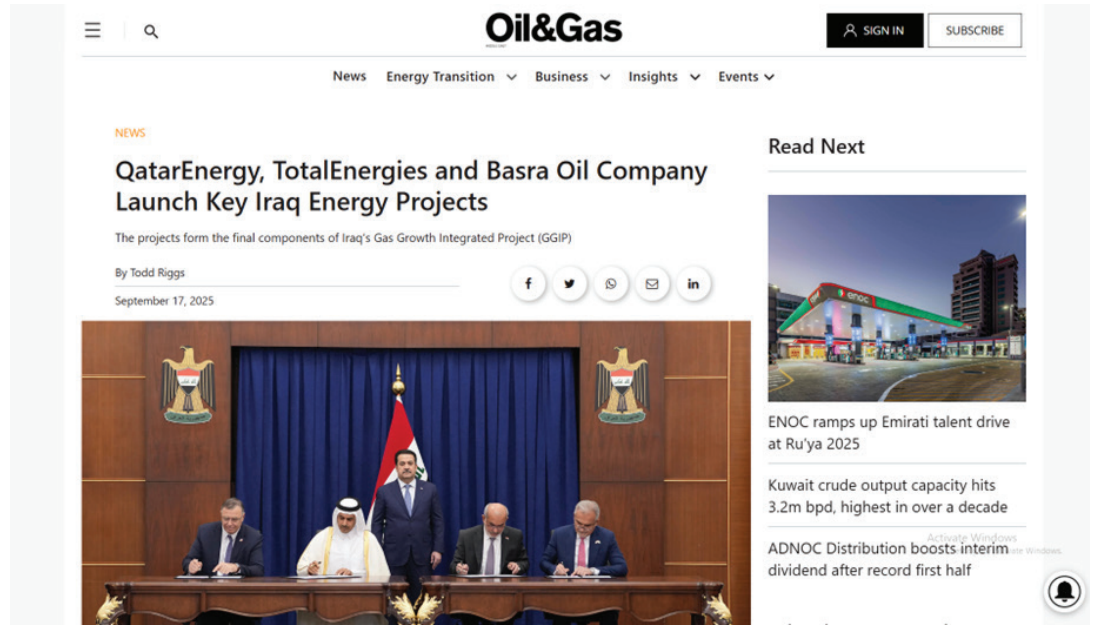 Oil&Gas
SIGN IN
SUBSCRIBE
News
Energy Transition
Business
Insights
Events
NEWS
QatarEnergy, TotalEnergies and Basra Oil Company
Launch Key Iraq Energy Projects
The projects form the final components of Iraq's Gas Growth Integrated Project (GGIP)
By Todd Riggs
September 17, 2025
Read Next
enoc
ENOC ramps up Emirati talent drive
at Ru'ya 2025
Kuwait crude output capacity hits
3.2m bpd, highest in over a decade
Activate Windows
ADNOC Distribution boosts interim
dividend after record first half